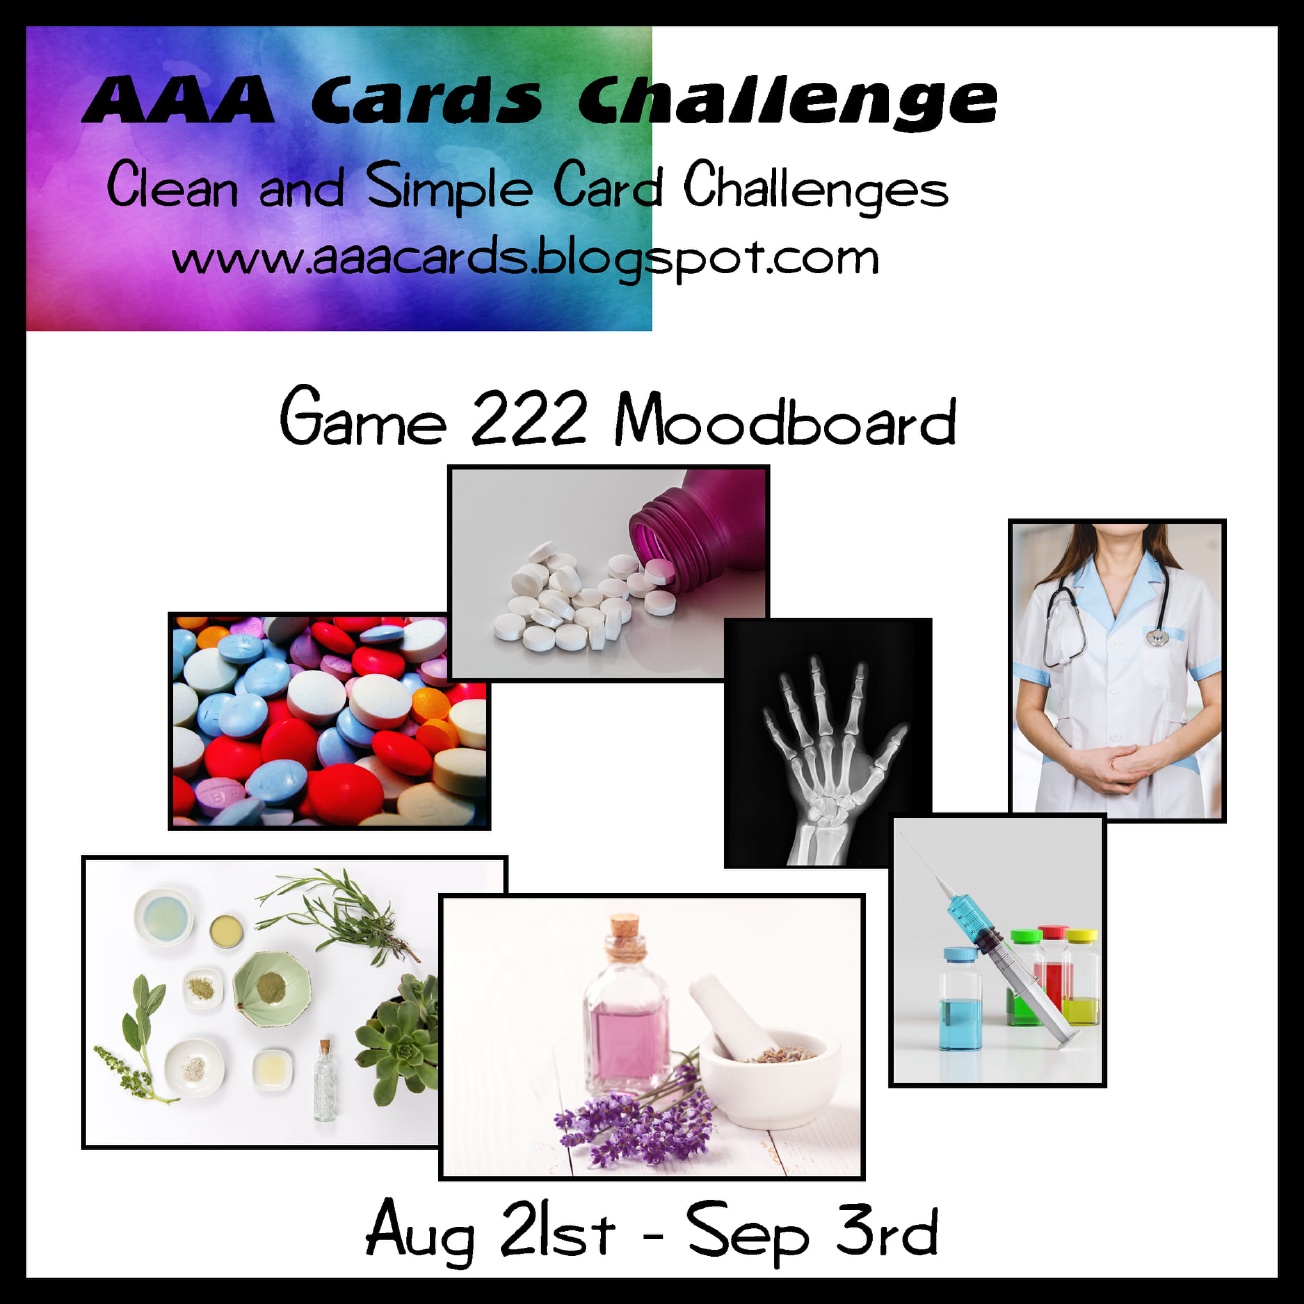 AAA Cards Challenge
Clean and Simple Card Challenges
www.aaacards.blogspot.com
Game 222 Moodboard
Aug 21st - Sep 3rd